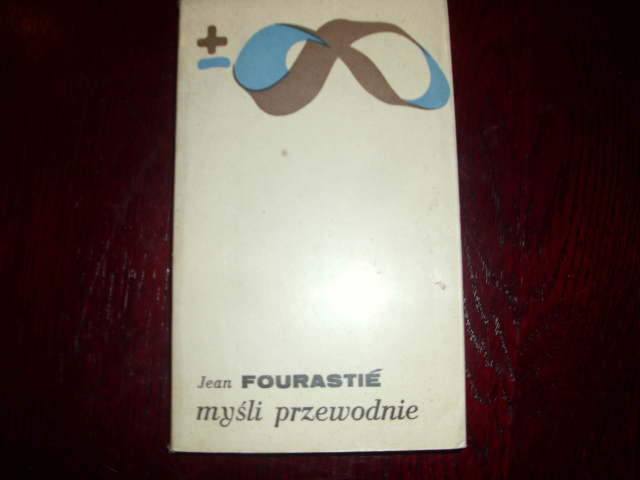 ±
Jean FOURASTIÉ
myśli przewodnie